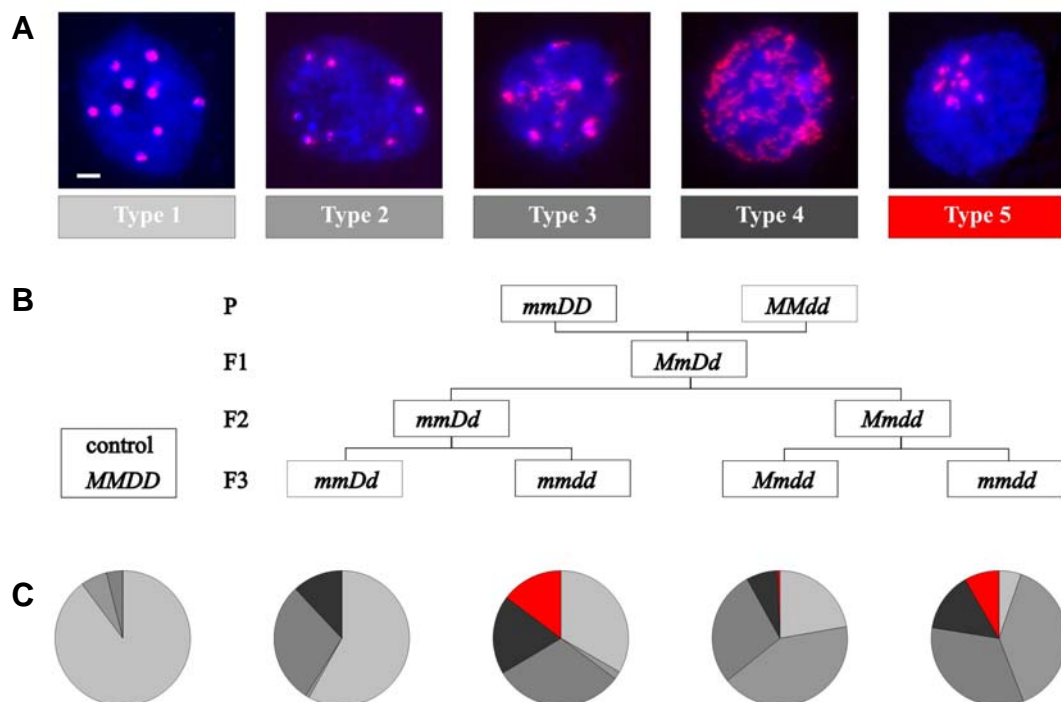 A
Type 1 Type 2 Type 3 Type 4 Type 5
B
P mmDD MMdd
F1 MmDd
F2 mmDd Mmdd
control
MMDD
F3 mmDd mmdd Mmdd mmdd
C